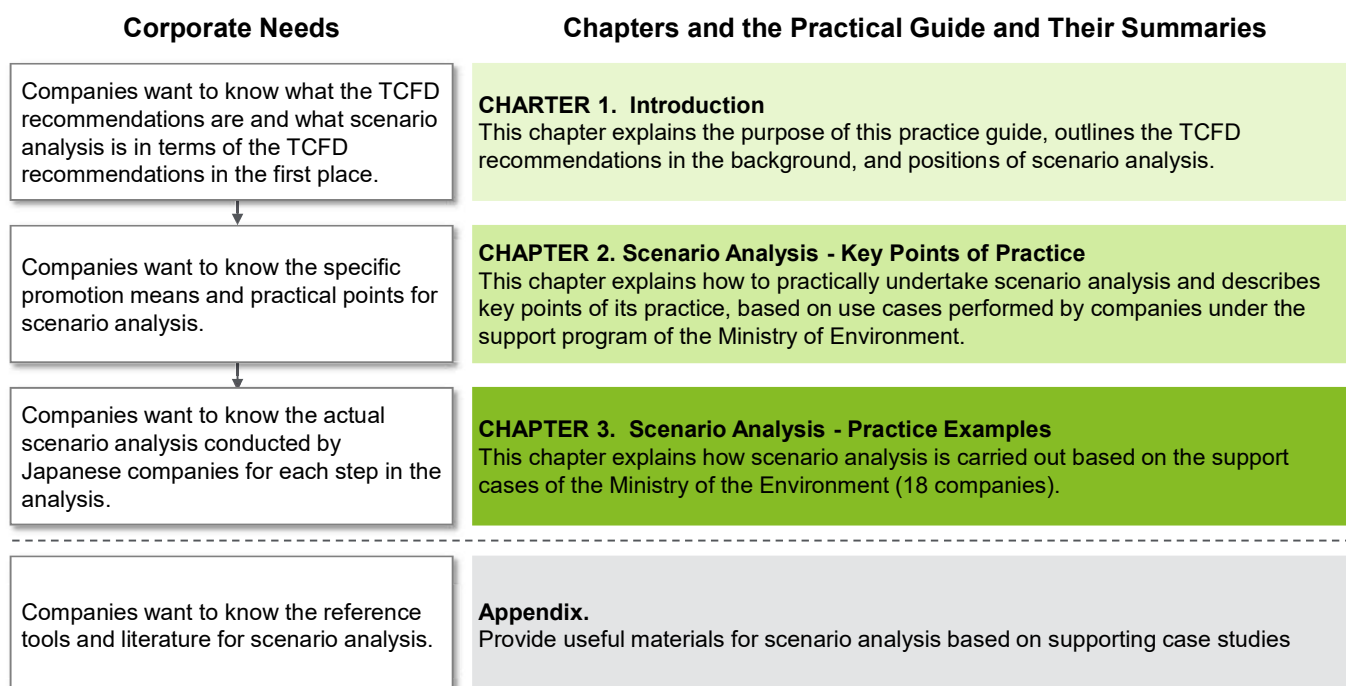 Corporate Needs
Chapters and the Practical Guide and Their Summaries
Companies want to know what the TCFD
recommendations are and what scenario
analysis is in terms of the TCFD
recommendations in the first place.
CHARTER 1.  Introduction
This chapter explains the purpose of this practice guide, outlines the TCFD
recommendations in the background, and positions of scenario analysis.
Companies want to know the specific
promotion means and practical points for
scenario analysis.
CHAPTER 2. Scenario Analysis - Key Points of Practice
This chapter explains how to practically undertake scenario analysis and describes
key points of its practice, based on use cases performed by companies under the
support program of the Ministry of Environment.
Companies want to know the actual
scenario analysis conducted by
Japanese companies for each step in the
analysis.
CHAPTER 3.  Scenario Analysis - Practice Examples
This chapter explains how scenario analysis is carried out based on the support
cases of the Ministry of the Environment (18 companies).
Companies want to know the reference
tools and literature for scenario analysis.
Appendix.
Provide useful materials for scenario analysis based on supporting case studies